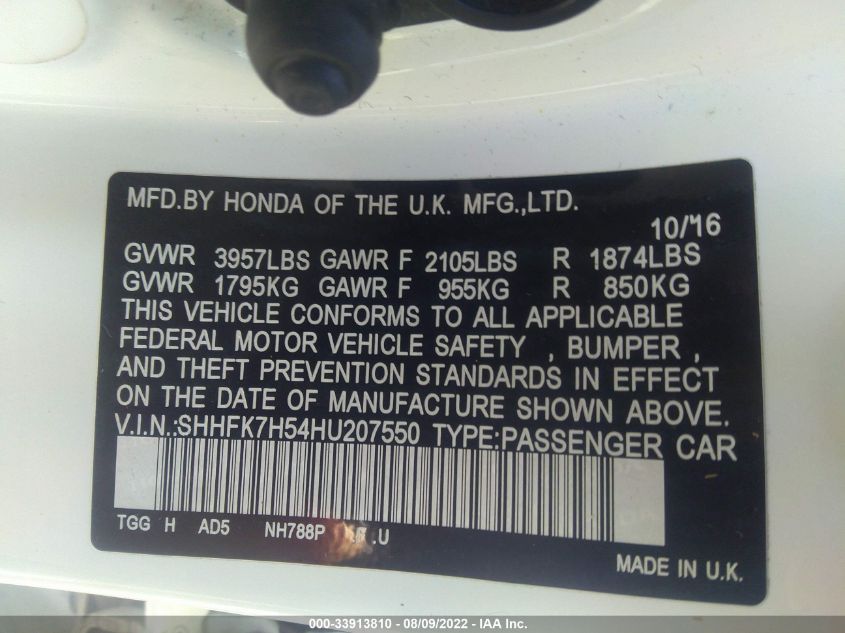 MFD.BY HONDA OF THE U.K. MFG.,LTD.
10/16
GVWR 3957LBS GAWR F 2105LBS R 1874LBS
GVWR 1795KG GAWR F 955KG R 850KG
THIS VEHICLE CONFORMS TO ALL APPLICABLE
FEDERAL MOTOR VEHICLE SAFETY , BUMPER ,
AND THEFT PREVENTION STANDARDS IN EFFECT
ON THE DATE OF MANUFACTURE SHOWN ABOVE.
V.I.N.:SHHFK7H54HU207550 TYPE:PASSENGER CAR
TGG H AD5 NH788P .U
MADE IN U.K.
000-33913810 - 08/09/2022 - IAA Inc.